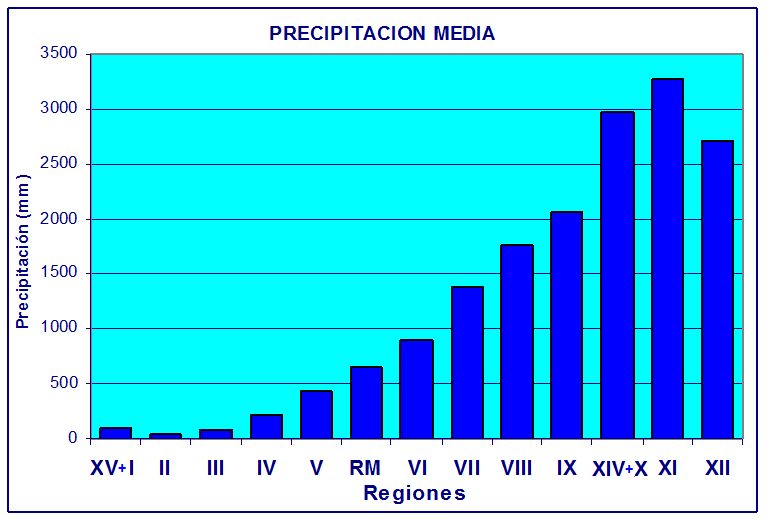 PRECIPITACION MEDIA
3500
3000
2500
2000
1500
1000
500
0
Precipitación (mm)
XV+I II III IV V RM VI VII VIII IX XIV+X XI XII
Regiones